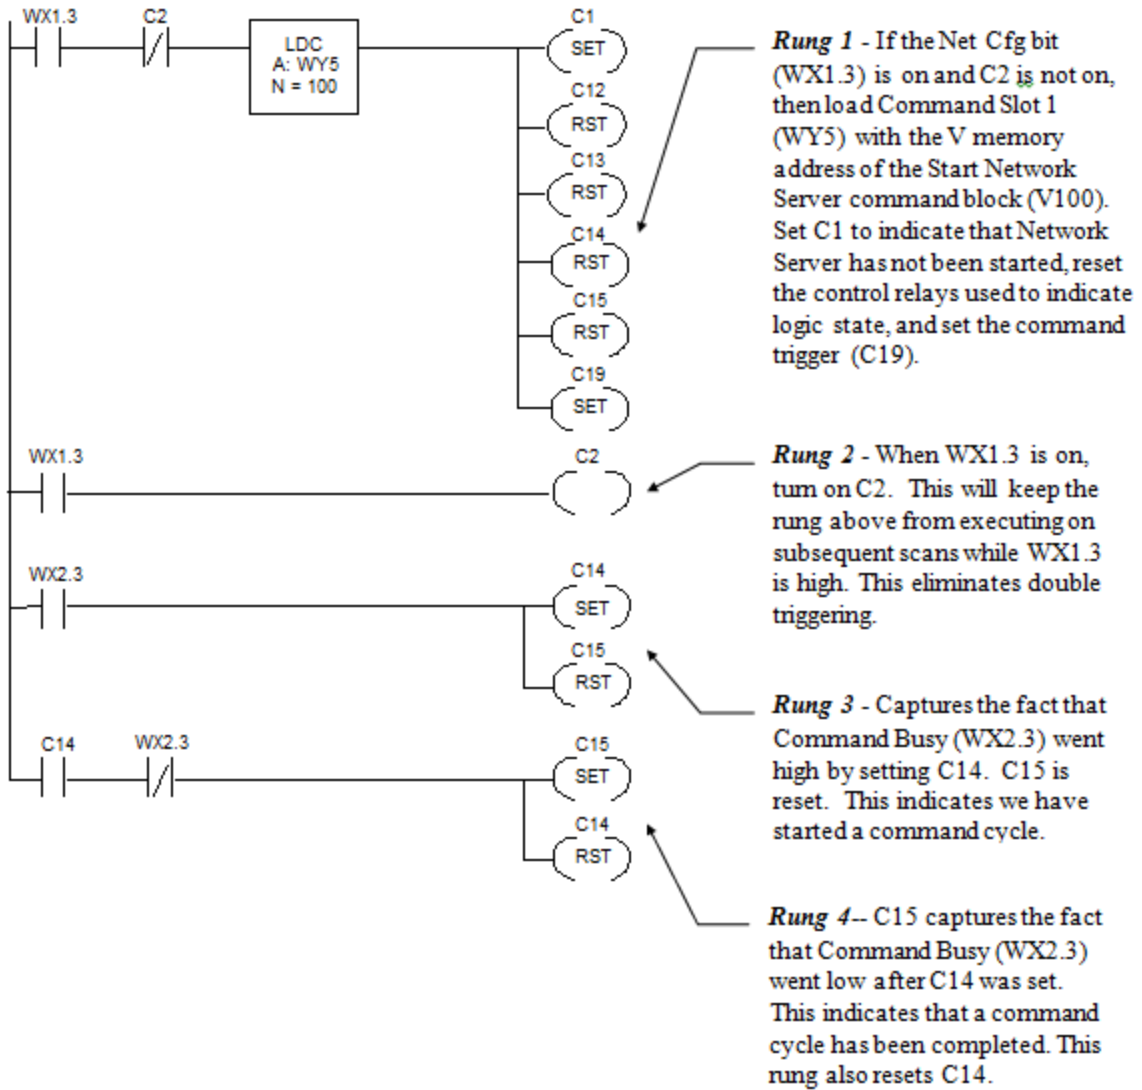 WX1.3
C2
LDC
A: WY5
N = 100
C1
SET
C12
RST
C13
RST
C14
RST
C15
RST
C19
SET
Rung 1 - If the Net Cfg bit
(WX1.3) is on and C2 is not on,
then load Command Slot 1
(WY5) with the V memory
address of the Start Network
Server command block (V100).
Set C1 to indicate that Network
Server has not been started, reset
the control relays used to indicate
logic state, and set the command
trigger (C19).
WX1.3
C2
Rung 2 - When WX1.3 is on,
turn on C2. This will keep the
rung above from executing on
subsequent scans while WX1.3
is high. This eliminates double
triggering.
WX2.3
C14
SET
C15
RST
Rung 3 - Captures the fact that
Command Busy (WX2.3) went
high by setting C14. C15 is
reset. This indicates we have
started a command cycle.
C14
WX2.3
C15
SET
C14
RST
Rung 4-- C15 captures the fact
that Command Busy (WX2.3)
went low after C14 was set.
This indicates that a command
cycle has been completed. This
rung also resets C14.